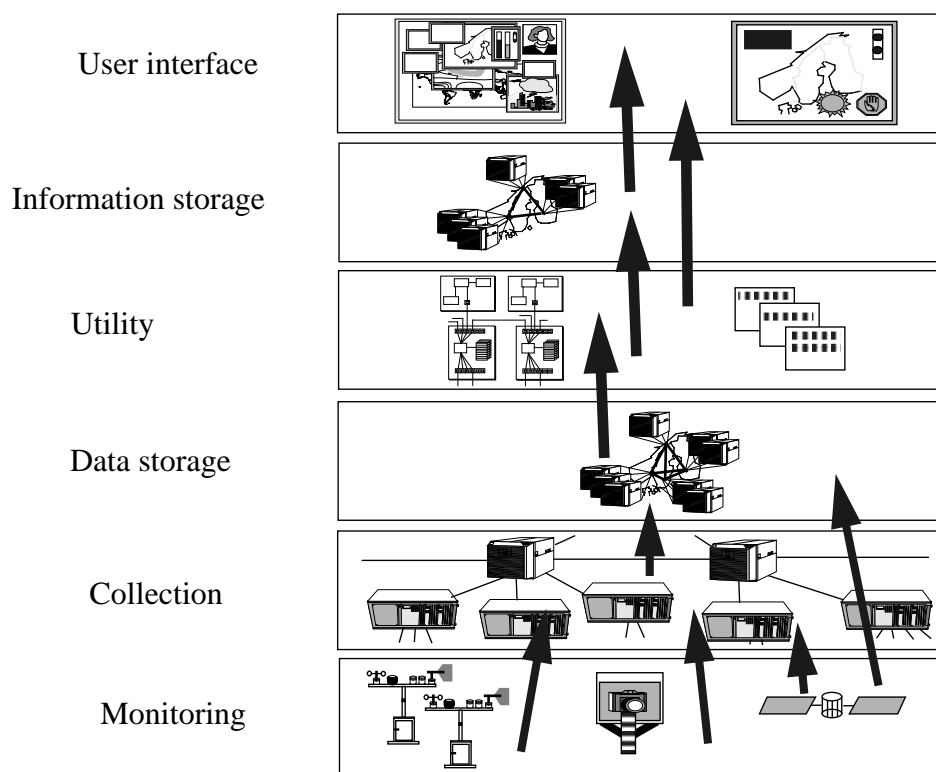 User interface
Information storage
Utility
Data storage
Collection
Monitoring